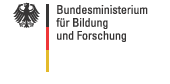 Bundesministerium
für Bildung
und Forschung